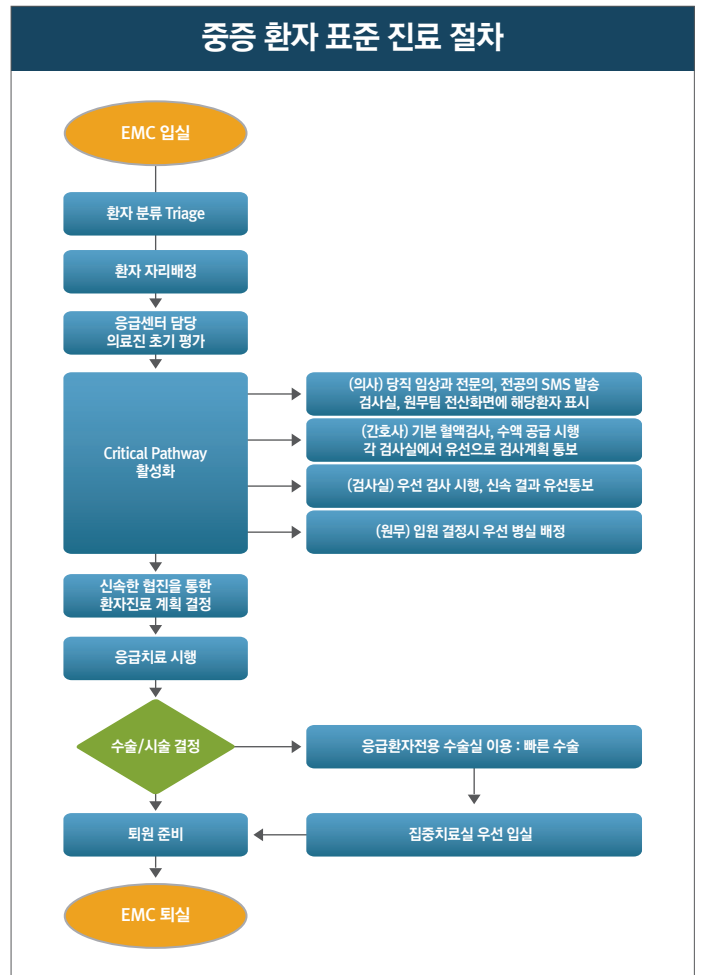 중증 환자 표준 진료 절차
EMC 입실
환자 분류 Triage
환자 자리배정
응급센터 담당
의료진 초기 평가
Critical Pathway
활성화
(의사) 당직 임상과 전문의, 전공의 SMS 발송
검사실, 원무팀 전산화면에 해당환자 표시
(간호사) 기본 혈액검사, 수액 공급 시행
각 검사실에서 유선으로 검사계획 통보
(검사실) 우선 검사 시행, 신속 결과 유선통보
(원무) 입원 결정시 우선 병실 배정
신속한 협진을 통한
환자진료 계획 결정
응급치료 시행
수술/시술 결정
응급환자전용 수술실 이용 : 빠른 수술
퇴원 준비
집중치료실 우선 입실
EMC 퇴실